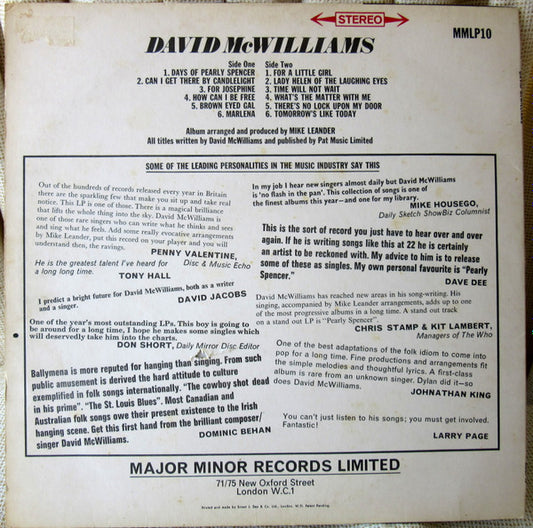 STEREO
MMLP10
DAVID McWILLIAMS
Side One
1. DAYS OF PEARLY SPENCER
2. CAN I GET THERE BY CANDLELIGHT
3. FOR JOSEPHINE
4. HOW CAN I BE FREE
5. BROWN EYED GAL
6. MARLENA
Side Two
1. FOR A LITTLE GIRL
2. LADY HELEN OF THE LAUGHING EYES
3. TIME WILL NOT WAIT
4. WHAT'S THE MATTER WITH ME
5. THERE'S NO LOCK UPON MY DOOR
6. TOMORROW'S LIKE TODAY
Album arranged and produced by MIKE LEANDER
All titles written by David McWilliams and published by Pat Music Limited
SOME OF THE LEADING PERSONALITIES IN THE MUSIC INDUSTRY SAY THIS
Out of the hundreds of records released every year in Britain
there are the sparkling few that make you sit up and take real
notice. This LP is one of those. There is a magical brilliance
that lifts the whole thing into the sky. David McWilliams is
one of those rare singers who can write what he thinks and sees
and sing what he feels. Add some really evocative arrangements
by Mike Leander, put this record on your player and you will
understand then, the ravings.
PENNY VALENTINE,
Disc & Music Echo
He is the greatest talent I've heard for
a long long time.
TONY HALL
I predict a bright future for David McWilliams, both as a writer
and a singer.
DAVID JACOBS
One of the year's most outstanding LPs. This boy is going to
be around for a long time, I hope he makes some singles which
will deservedly take him into the charts.
DON SHORT, Daily Mirror Disc Editor
Ballymena is more reputed for hanging than singing. From such
public amusement is derived the hard attitude to culture
exemplified in folk songs internationally. "The cowboy shot dead
in his prime". "The St. Louis Blues". Most Canadian and
Australian folk songs owe their present existence to the Irish
hanging scene. Get this first hand from the brilliant composer/
singer David McWilliams.
DOMINIC BEHAN
In my job I hear new singers almost daily but David McWilliams
is 'no flash in the pan'. This collection of songs is one of
the finest albums this year—and one for my library.
MIKE HOUSEGO,
Daily Sketch ShowBiz Columnist
This is the sort of record you just have to hear over and over
again. If he is writing songs like this at 22 he is certainly
an artist to be reckoned with. My advice to him is to release
some of these as singles. My own personal favourite is "Pearly
Spencer."
DAVE DEE
David McWilliams has reached new areas in his song-writing. His
singing, accompanied by Mike Leander arrangements, adds up to one
of the most progressive albums in a long time. A stand out track
on a stand out LP is "Pearly Spencer".
CHRIS STAMP & KIT LAMBERT,
Managers of The Who
One of the best adaptations of the folk idiom to come into
pop for a long time. Fine productions and arrangements fit
the simple melodies and thoughtful lyrics. A first-class
album is rare from an unknown singer. Dylan did it—so
does David McWilliams.
JOHNATHAN KING
You can't just listen to his songs; you must get involved.
Fantastic!
LARRY PAGE
MAJOR MINOR RECORDS LIMITED
71/75 New Oxford Street
London W.C.1
Printed and made by Ernest J. Day & Co. Ltd., London, W.H. Patent Pending.